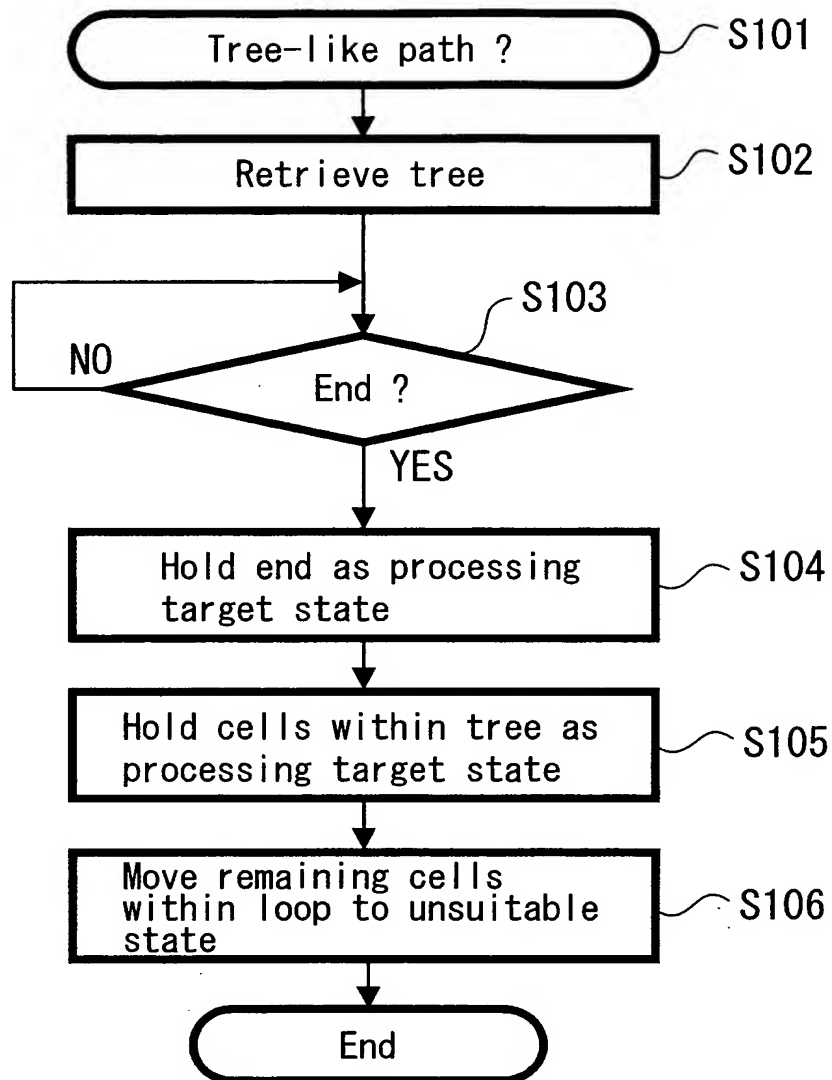 Tree-like path ?
S101
Retrieve tree
S102
S103
NO
End ?
YES
Hold end as processing
target state
S104
Hold cells within tree as
processing target state
S105
Move remaining cells
within loop to unsuitable
state
S106
End